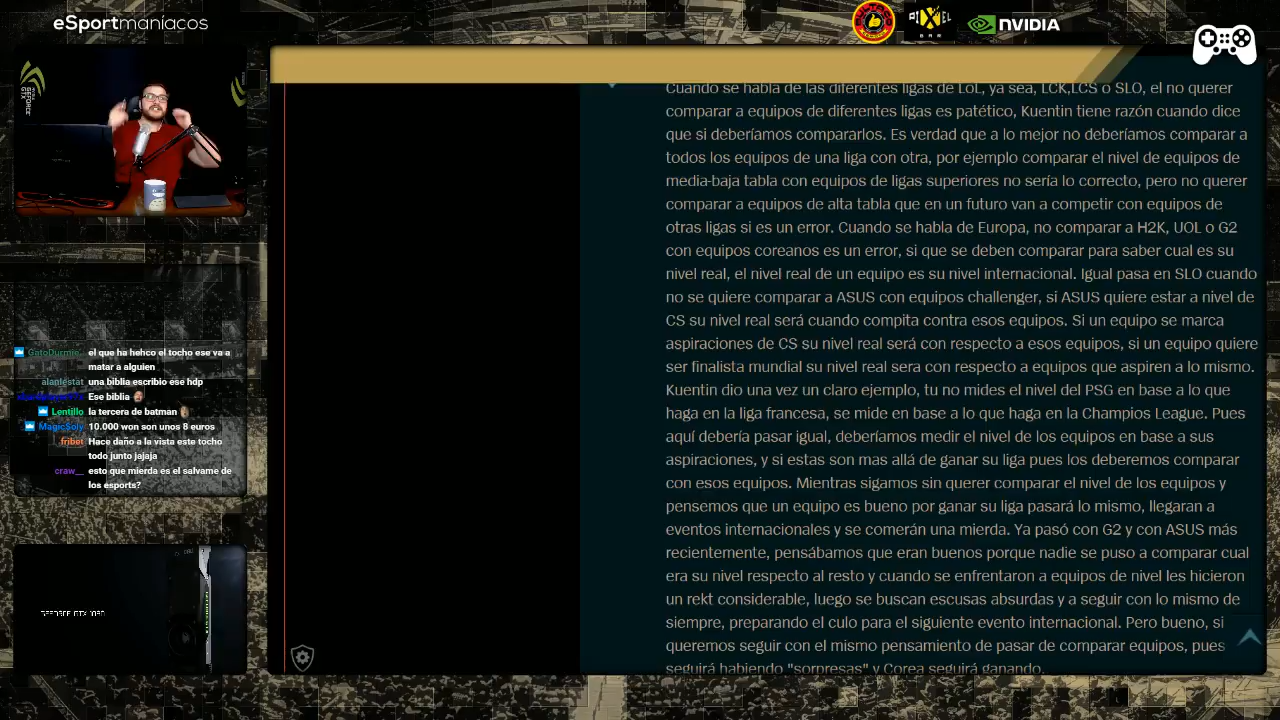 eSportmaníacos
PIXEL
BAR
NVIDIA
GEFORCE GTX
Cuando se habla de las diferentes ligas de LoL, ya sea, LCK,LCS o SLO, el no querer
comparar a equipos de diferentes ligas es patético, Kuentin tiene razón cuando dice
que si deberíamos compararlos. Es verdad que a lo mejor no deberíamos comparar a
todos los equipos de una liga con otra, por ejemplo comparar el nivel de equipos de
media-baja tabla con equipos de ligas superiores no sería lo correcto, pero no querer
comparar a equipos de alta tabla que en un futuro van a competir con equipos de
otras ligas si es un error. Cuando se habla de Europa, no comparar a H2K, UOL o G2
con equipos coreanos es un error, si que se deben comparar para saber cual es su
nivel real, el nivel real de un equipo es su nivel internacional. Igual pasa en SLO cuando
no se quiere comparar a ASUS con equipos challenger, si ASUS quiere estar a nivel de
CS su nivel real será cuando compita contra esos equipos. Si un equipo se marca
aspiraciones de CS su nivel real será con respecto a esos equipos, si un equipo quiere
ser finalista mundial su nivel real sera con respecto a equipos que aspiren a lo mismo.
Kuentin dio una vez un claro ejemplo, tu no mides el nivel del PSG en base a lo que
haga en la liga francesa, se mide en base a lo que haga en la Champios League. Pues
aquí debería pasar igual, deberíamos medir el nivel de los equipos en base a sus
aspiraciones, y si estas son mas allá de ganar su liga pues los deberemos comparar
con esos equipos. Mientras sigamos sin querer comparar el nivel de los equipos y
pensemos que un equipo es bueno por ganar su liga pasará lo mismo, llegaran a
eventos internacionales y se comerán una mierda. Ya pasó con G2 y con ASUS más
recientemente, pensábamos que eran buenos porque nadie se puso a comparar cual
era su nivel respecto al resto y cuando se enfrentaron a equipos de nivel les hicieron
un rekt considerable, luego se buscan escusas absurdas y a seguir con lo mismo de
siempre, preparando el culo para el siguiente evento internacional. Pero bueno, si
queremos seguir con el mismo pensamiento de pasar de comparar equipos, pues
seguirá habiendo "sorpresas" y Corea seguirá ganando.
GatoDurmie.. el que ha hehco el tocho ese va a
matar a alguien
alanlestat una biblia escribio ese hdp
Ese biblia
Lentillo la tercera de batman
MagicSoly 10.000 won son unos 8 euros
fribet Hace daño a la vista este tocho
todo junto jajaja
craw__ esto que mierda es el salvame de
los esports?
GEFORCE GTX 1080